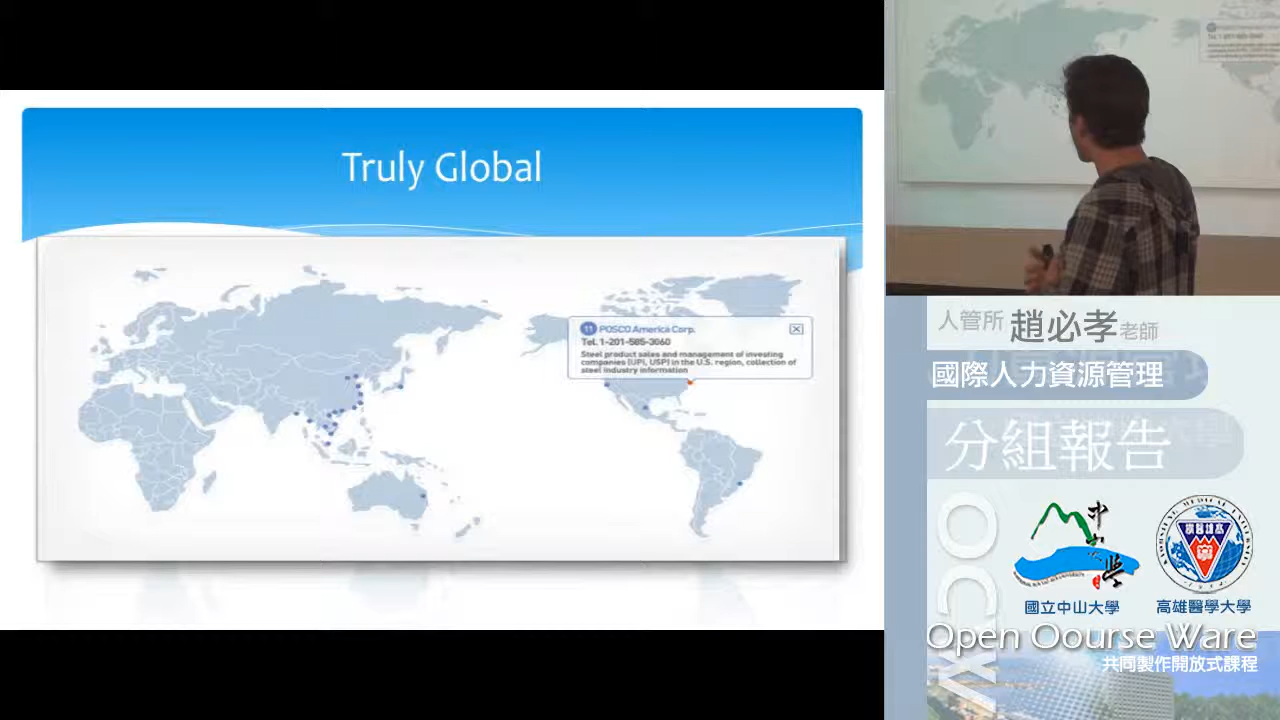 Truly Global
11 POSCO America Corp.
Tel. 1-201-585-3060
Steel product sales and management of investing
companies (UPI, USP) in the U.S. region, collection of
steel industry information
人管所 趙必孝 老師
國際人力資源管理
分組報告
OCW
國立中山大學
高雄醫學大學
Open Oourse Ware
共同製作開放式課程